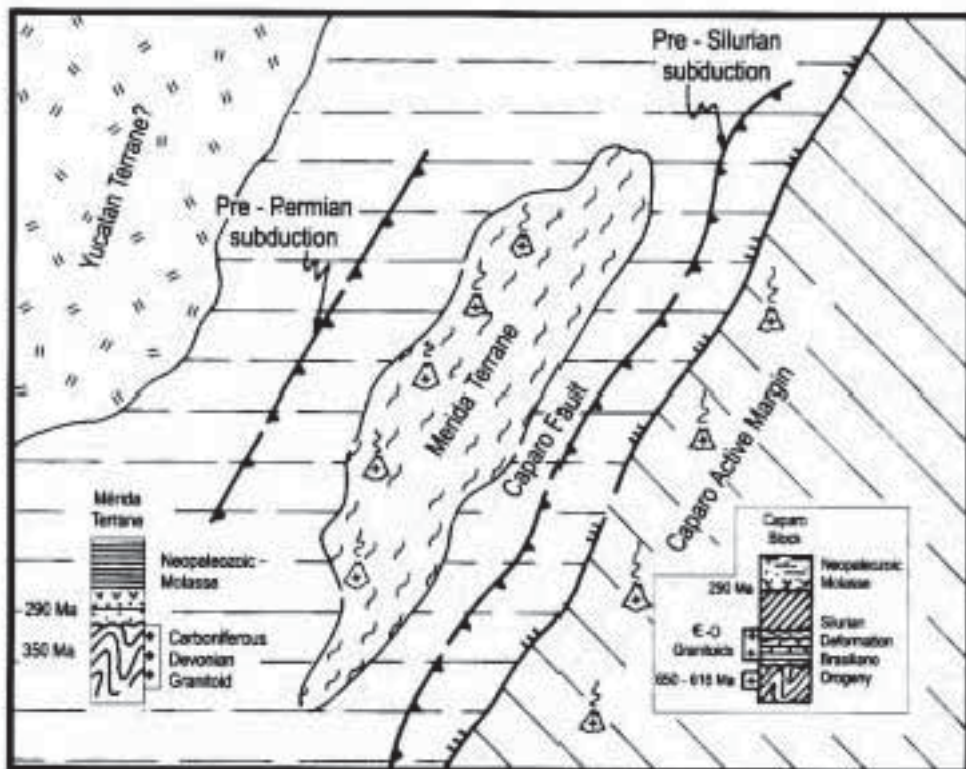 Pre - Silurian
subduction
Yucatan Terrane?
Pre - Permian
subduction
Merida Terrane
Caparo Fault
Caparo Active Margin
Mérida
Terrane
Neopaleozoic -
Molasse
290 Ma
350 Ma
Carboniferous
Devonian
Granitoid
Caparo
Block
Neopaleozoic
Molasse
290 Ma
Silurian
Deformation
Є-O
Granitoids
Brasiliano
Orogeny
650 - 616 Ma